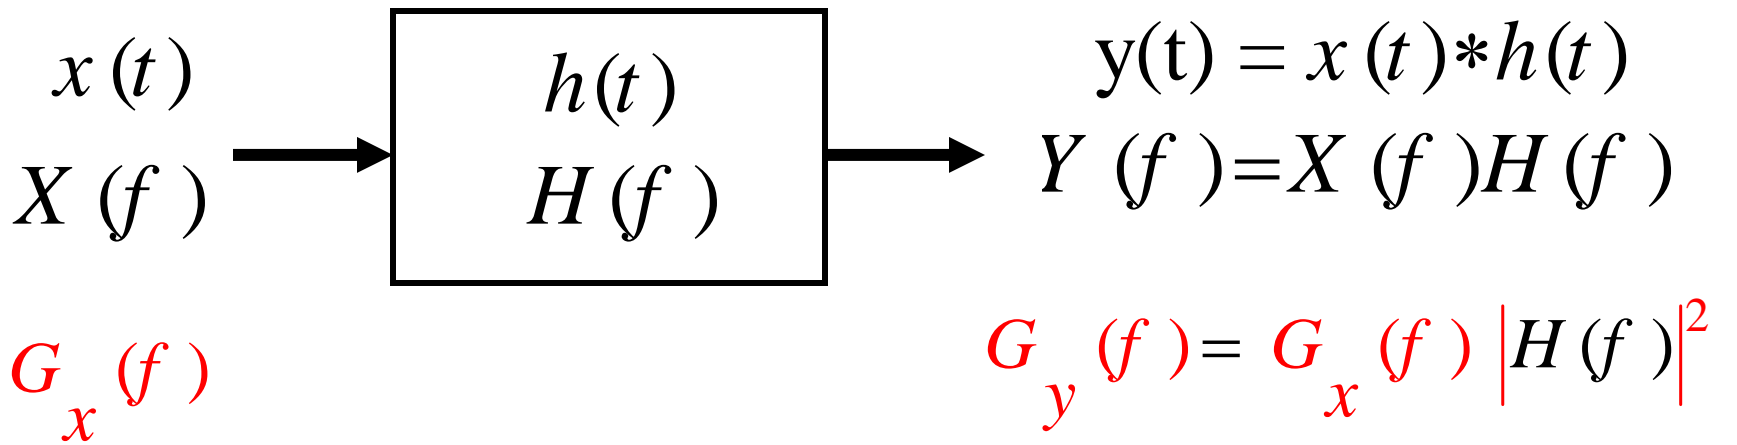 x(t)
X(f)
G_x(f)
h(t)
H(f)
y(t) = x(t)*h(t)
Y(f)=X(f)H(f)
G_y(f)= G_x(f) |H(f)|²